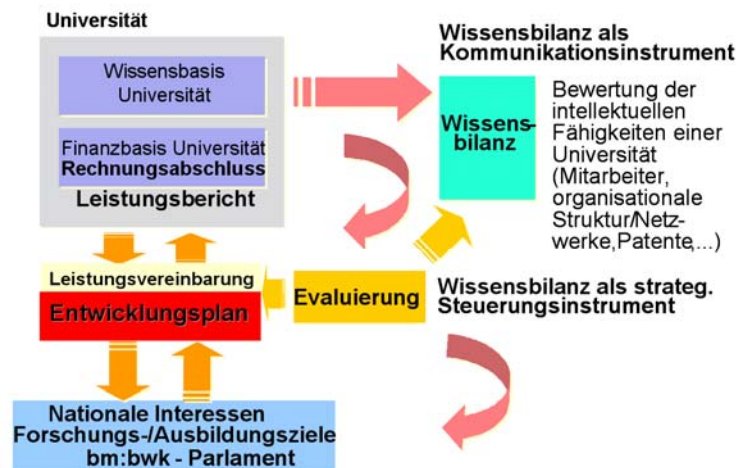 Universität
Wissensbasis
Universität
Finanzbasis Universität
Rechnungsabschluss
Leistungsbericht
Wissensbilanz als
Kommunikationsinstrument
Wissens-
bilanz
Bewertung der
intellektuellen
Fähigkeiten einer
Universität
(Mitarbeiter,
organisationale
Struktur/Netz-
werke,Patente,...)
Leistungsvereinbarung
Entwicklungsplan
Evaluierung
Wissensbilanz als strateg.
Steuerungsinstrument
Nationale Interessen
Forschungs-/Ausbildungsziele
bm:bwk - Parlament